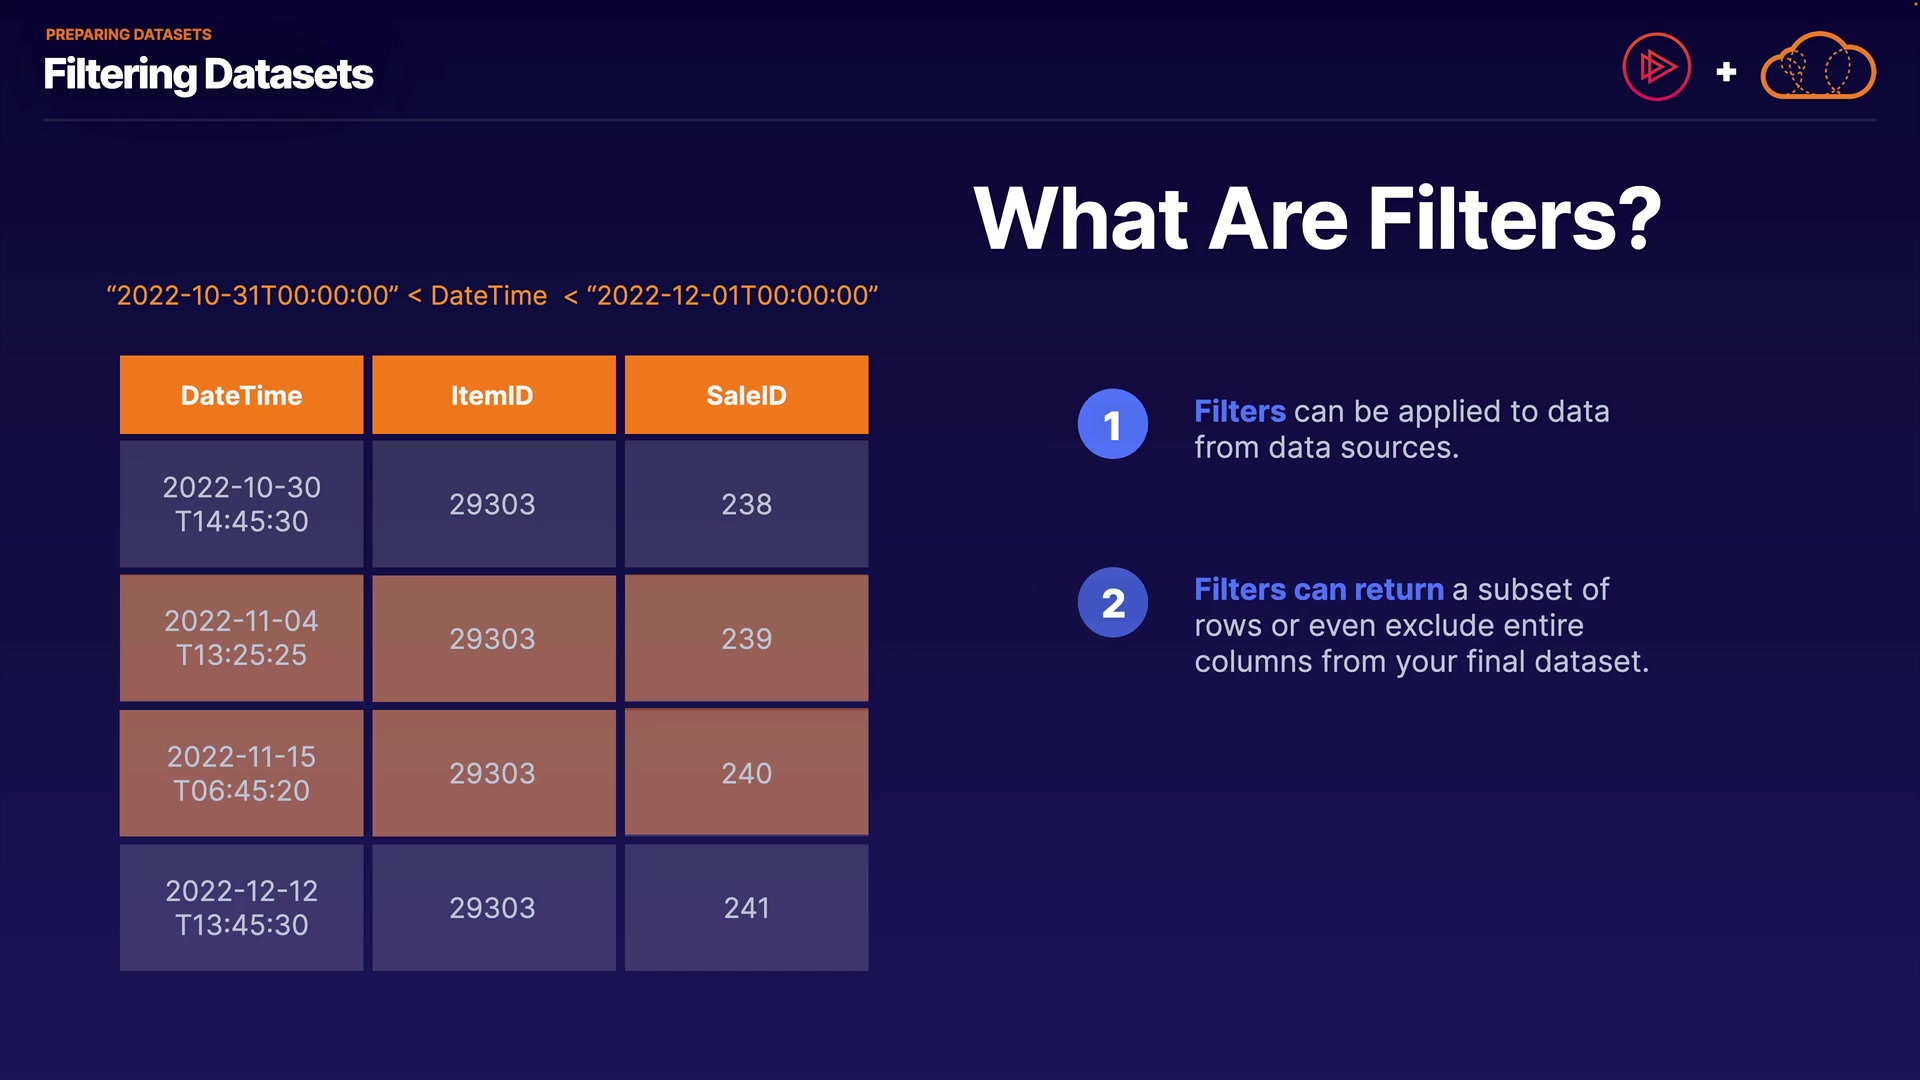 PREPARING DATASETS
Filtering Datasets
+
What Are Filters?
“2022-10-31T00:00:00” < DateTime < “2022-12-01T00:00:00”
DateTime ItemID SaleID
2022-10-30
T14:45:30
29303
238
2022-11-04
T13:25:25
29303
239
2022-11-15
T06:45:20
29303
240
2022-12-12
T13:45:30
29303
241
1
Filters can be applied to data
from data sources.
2
Filters can return a subset of
rows or even exclude entire
columns from your final dataset.